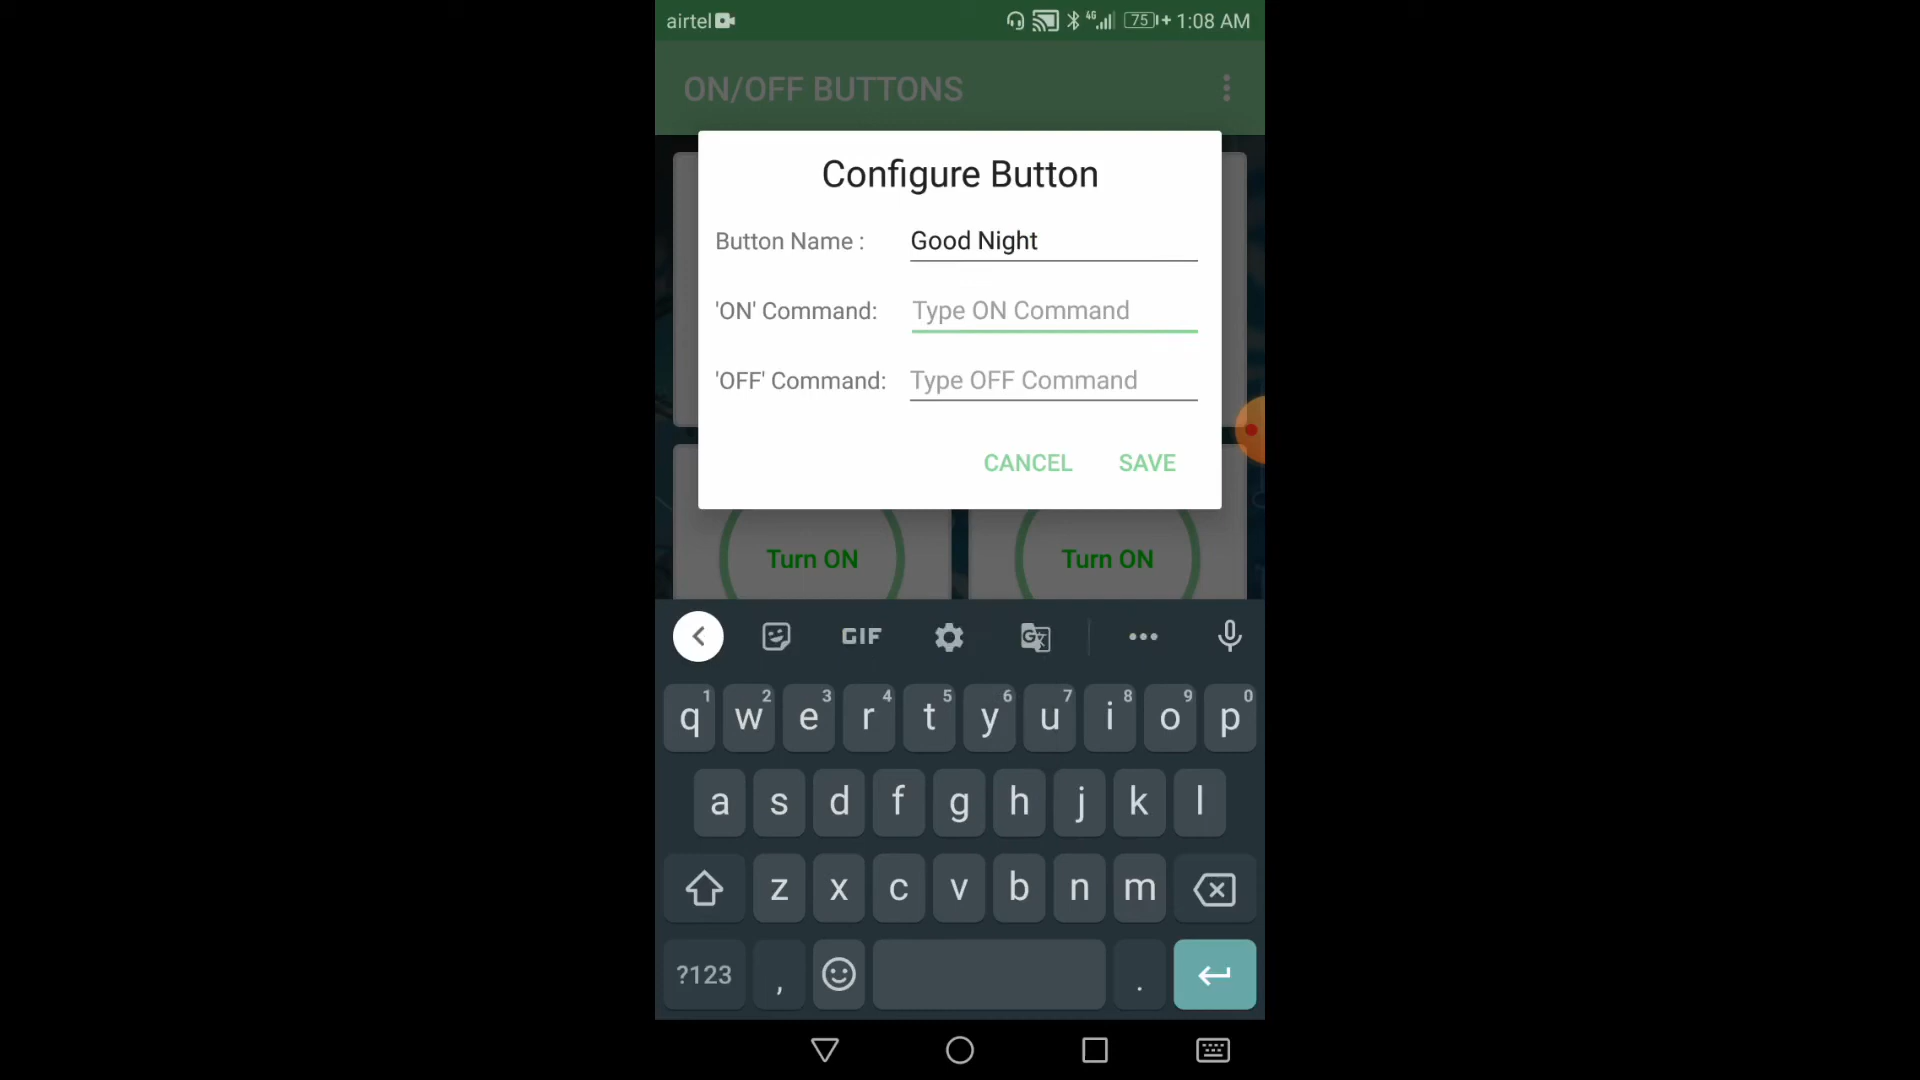 airtel 4G 75 1:08 AM
ON/OFF BUTTONS
Configure Button
Button Name : Good Night
'ON' Command: Type ON Command
'OFF' Command: Type OFF Command
CANCEL SAVE
Turn ON Turn ON
GIF G
1 2 3 4 5 6 7 8 9 0
q w e r t y u i o p
a s d f g h j k l
z x c v b n m
?123 , .